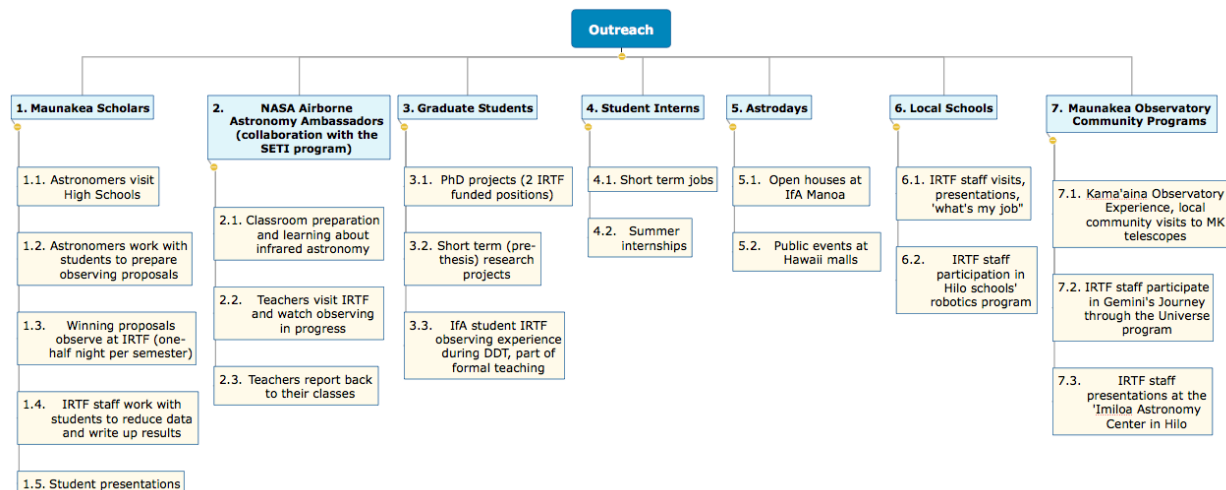 Outreach
1. Maunakea Scholars
1.1. Astronomers visit
High Schools
1.2. Astronomers work with
students to prepare
observing proposals
1.3. Winning proposals
observe at IRTF (one-
half night per semester)
1.4. IRTF staff work with
students to reduce data
and write up results
1.5. Student presentations
2. NASA Airborne
Astronomy Ambassadors
(collaboration with the
SETI program)
2.1. Classroom preparation
and learning about
infrared astronomy
2.2. Teachers visit IRTF
and watch observing
in progress
2.3. Teachers report back
to their classes
3. Graduate Students
3.1. PhD projects (2 IRTF
funded positions)
3.2. Short term (pre-
thesis) research
projects
3.3. IfA student IRTF
observing experience
during DDT, part of
formal teaching
4. Student Interns
4.1. Short term jobs
4.2. Summer
internships
5. Astrodays
5.1. Open houses at
IfA Manoa
5.2. Public events at
Hawaii malls
6. Local Schools
6.1. IRTF staff visits,
presentations,
'what's my job"
6.2. IRTF staff
participation in
Hilo schools'
robotics program
7. Maunakea Observatory
Community Programs
7.1. Kama'aina Observatory
Experience, local
community visits to MK
telescopes
7.2. IRTF staff participate
in Gemini's Journey
through the Universe
program
7.3. IRTF staff
presentations at the
'Imiloa Astronomy
Center in Hilo